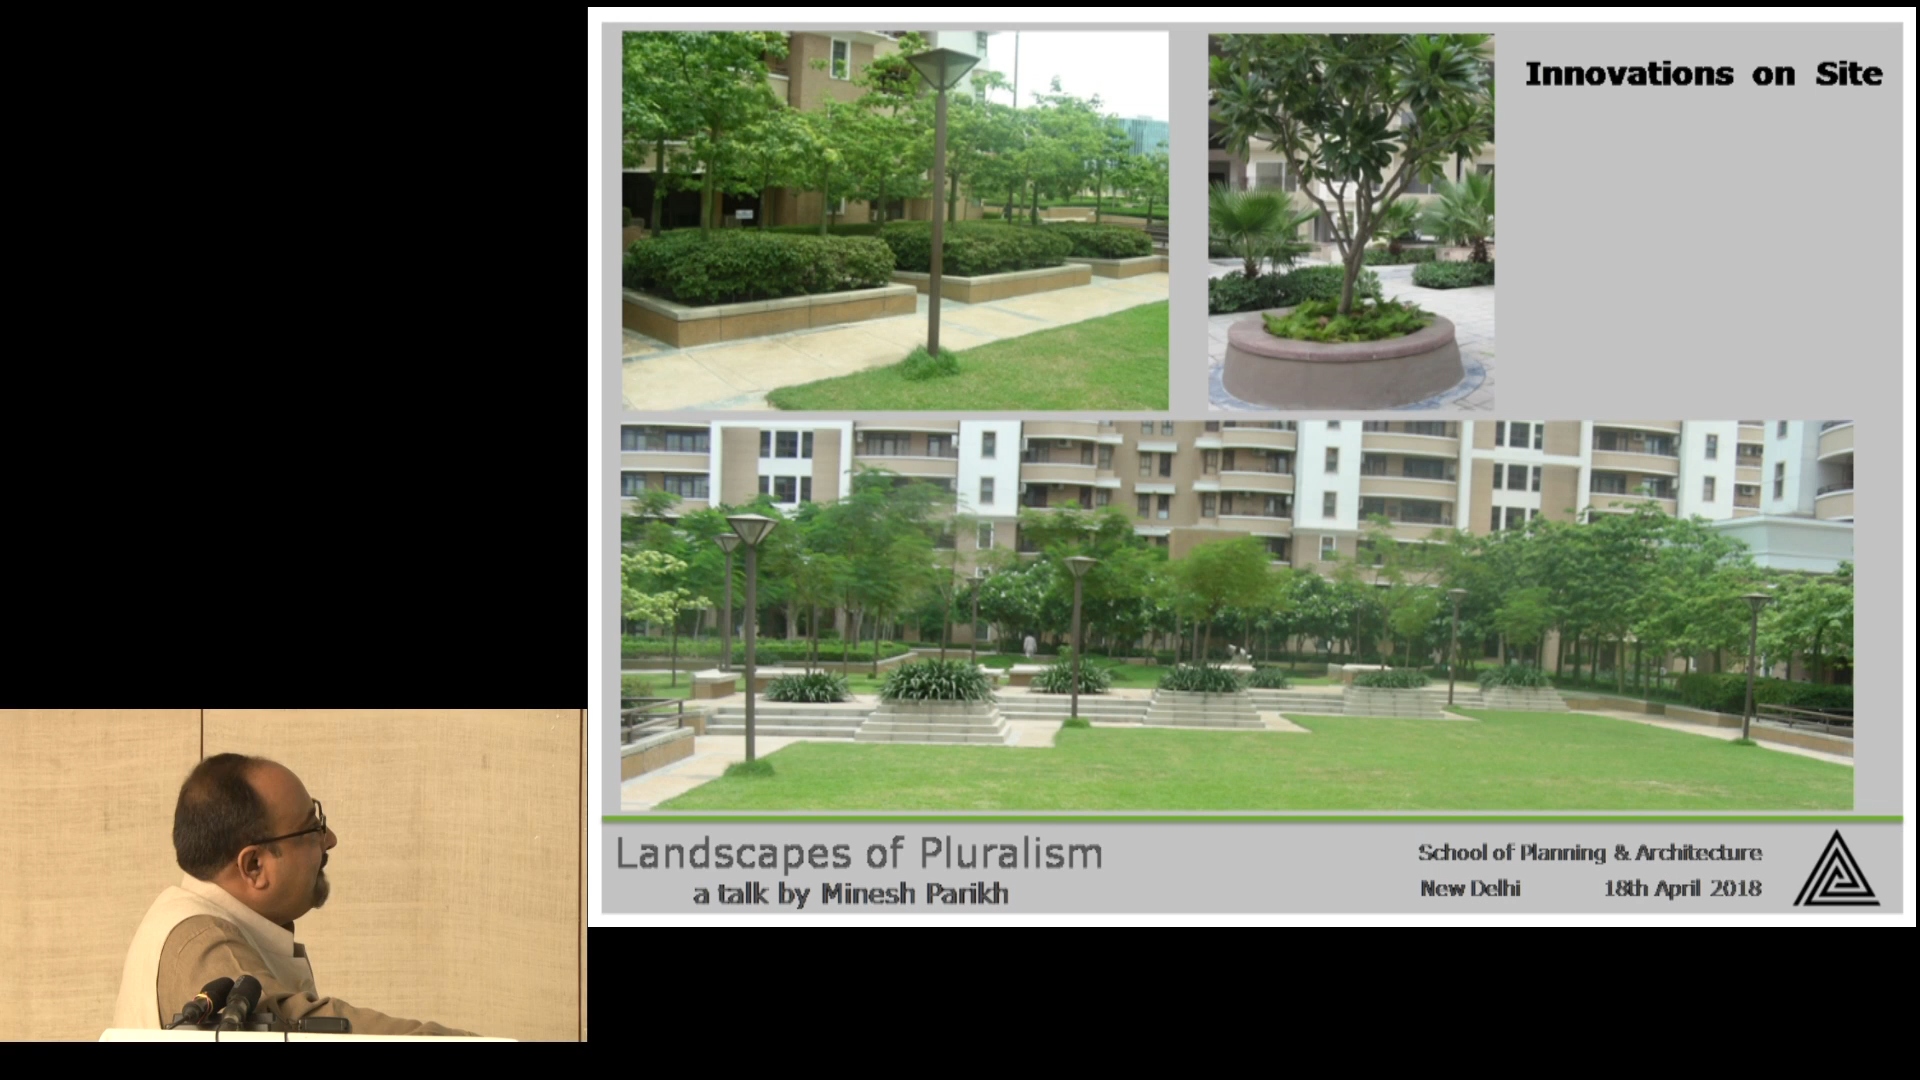 Innovations on Site
Landscapes of Pluralism
a talk by Minesh Parikh
School of Planning & Architecture
New Delhi 18th April 2018